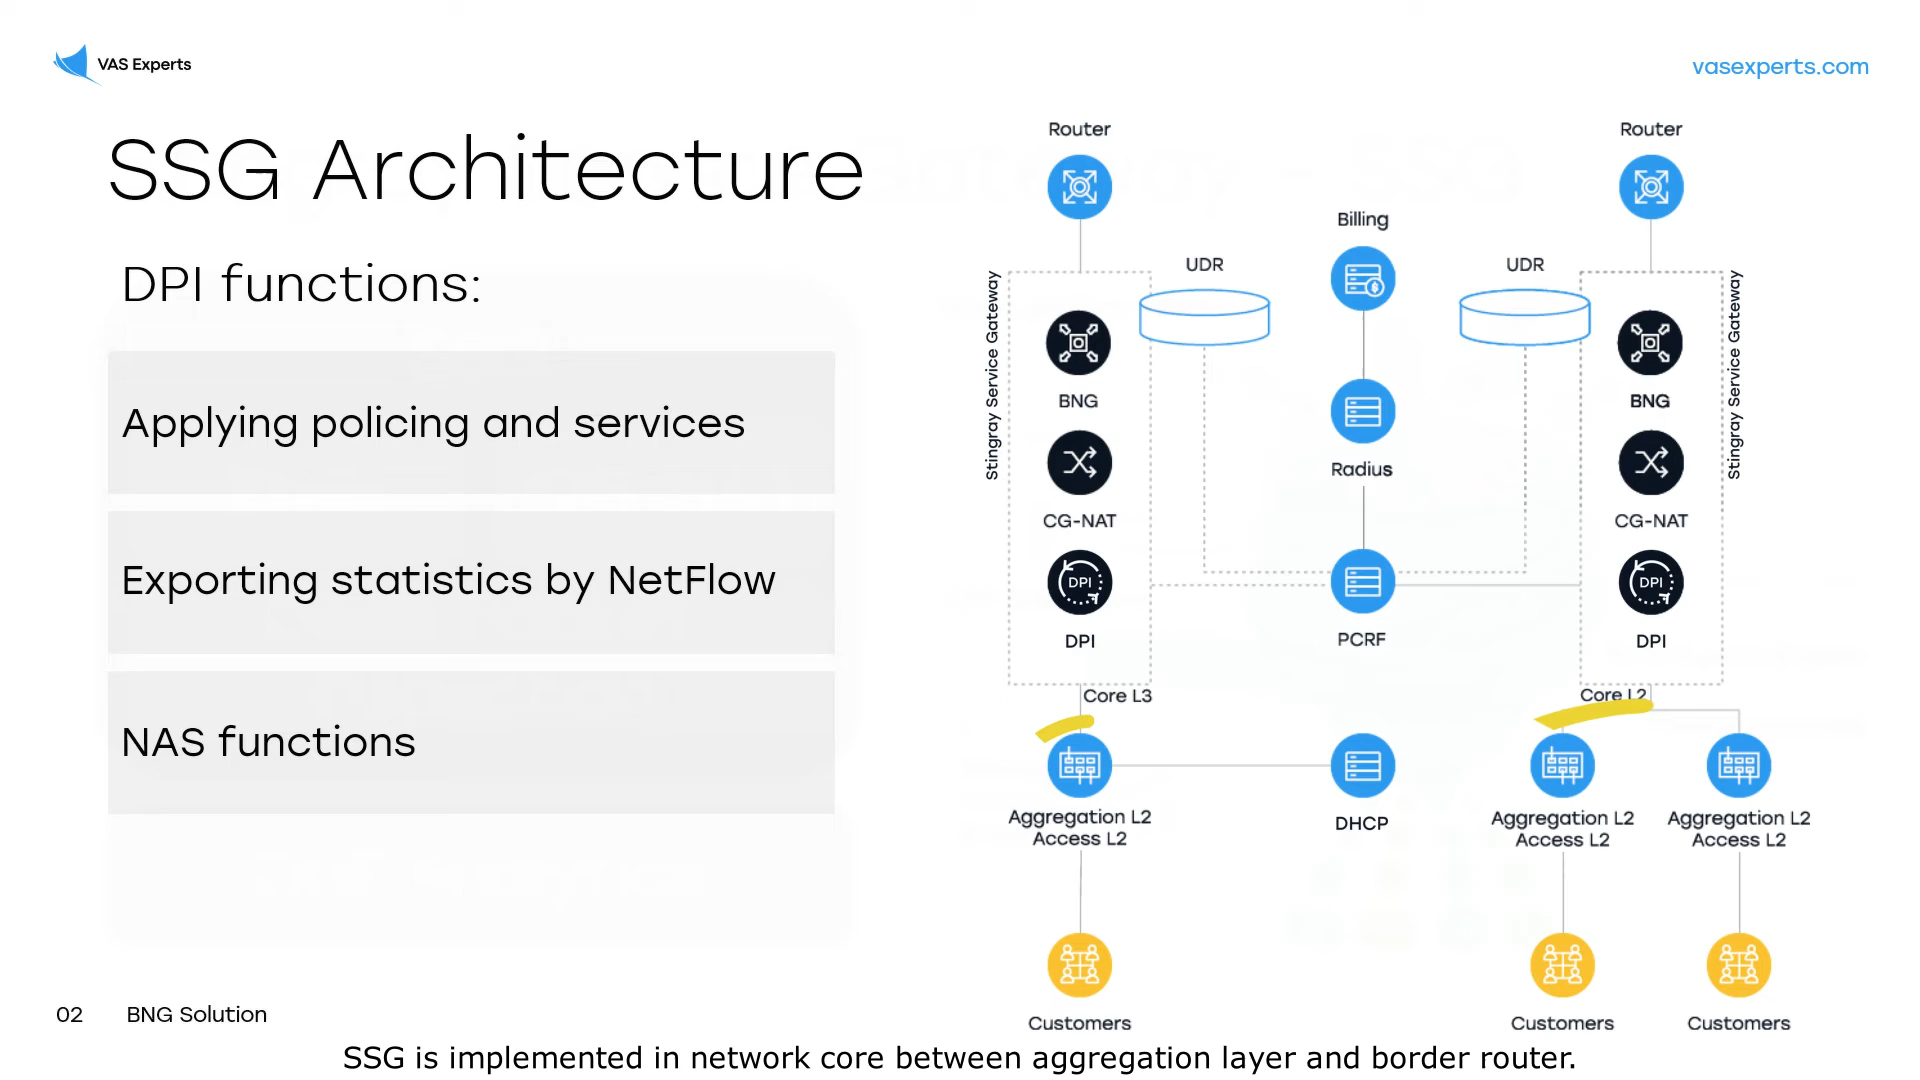 VAS Experts
vasexperts.com
SSG Architecture
DPI functions:
Applying policing and services
Exporting statistics by NetFlow
NAS functions
Router
Router
Billing
UDR
UDR
Stingray Service Gateway
Stingray Service Gateway
BNG
BNG
Radius
CG-NAT
CG-NAT
DPI
DPI
DPI
DPI
PCRF
Core L3
Core L2
Aggregation L2
Access L2
DHCP
Aggregation L2
Access L2
Aggregation L2
Access L2
Customers
Customers
Customers
02
BNG Solution
SSG is implemented in network core between aggregation layer and border router.